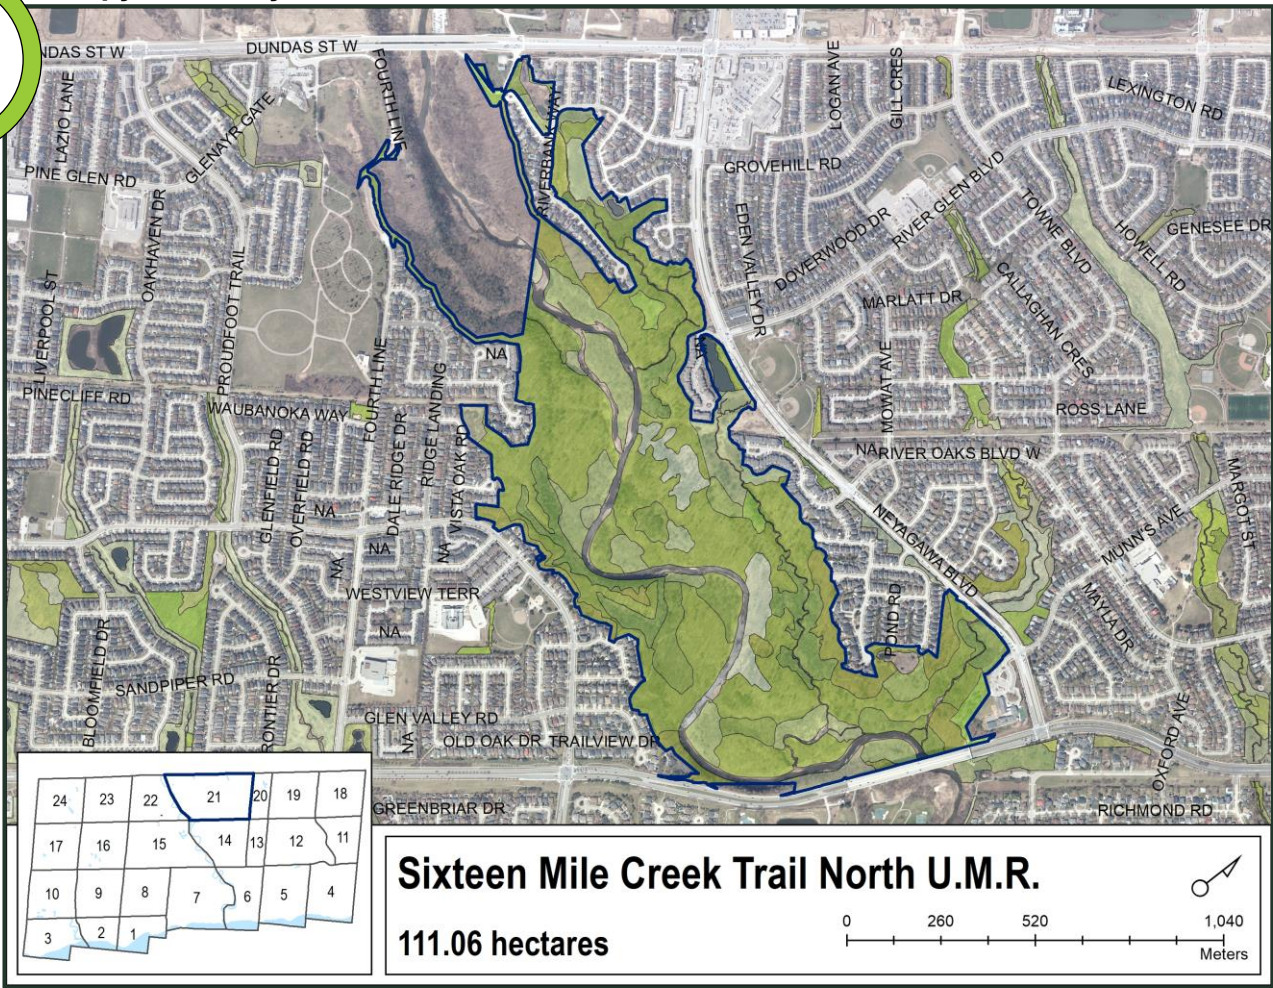 NDAS ST W
DUNDAS ST W
FOURTH LINE
LAZIO LANE
GLENAYR GATE
RIVERBANK WAY
LOGAN AVE
GILL CRES
LEXINGTON RD
PINE GLEN RD
GROVEHILL RD
RIVER GLEN BLVD
OAKHAVEN DR
EDEN VALLEY DR
DOVERWOOD DR
TOWNE BLVD
HOWELL RD
GENESEE DR
LIVERPOOL ST
PROUDFOOT TRAIL
MARLATT DR
CALLAGHAN CRES
NA
NA
FOURTH LINE
PINECLIFF RD
WAUBANOKA WAY
RIDGE LANDING
MOWAT AVE
ROSS LANE
GLENFIELD RD
OVERFIELD RD
DALE RIDGE DR
VISTA OAK RD
NA
RIVER OAKS BLVD W
MARGOT ST
NA
NA
NA
NA
NEYAGAWA BLVD
MUNN'S AVE
WESTVIEW TERR
NA
POND RD
MAYLA DR
BLOOMFIELD DR
SANDPIPER RD
RONTIER DR
GLEN VALLEY RD
NA
OLD OAK DR
TRAILVIEW DR
OXFORD AVE
GREENBRIAR DR
RICHMOND RD
24 23 22 21 20 19 18
17 16 15 14 13 12 11
10 9 8 7 6 5 4
3 2 1
Sixteen Mile Creek Trail North U.M.R.
111.06 hectares
0 260 520 1,040
Meters